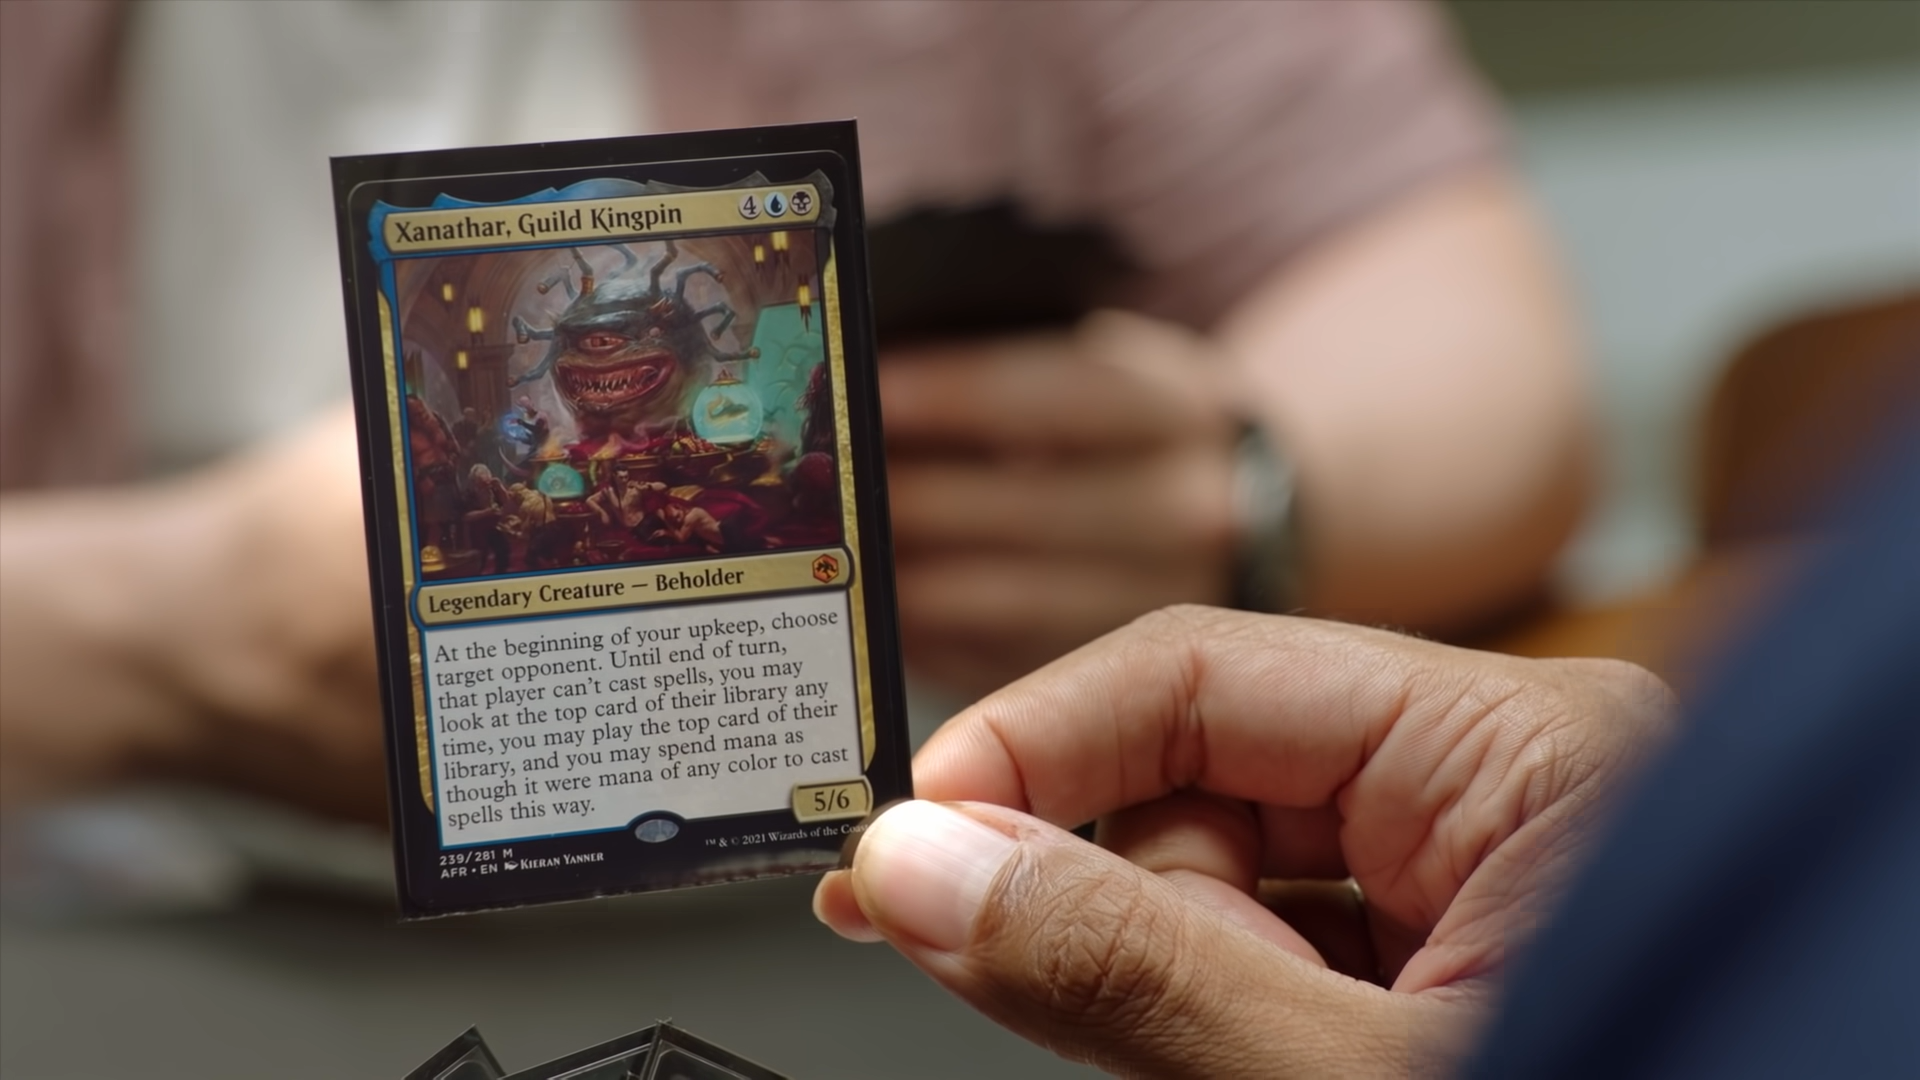 Xanathar, Guild Kingpin 4
Legendary Creature — Beholder
At the beginning of your upkeep, choose
target opponent. Until end of turn,
that player can't cast spells, you may
look at the top card of their library any
time, you may play the top card of their
library, and you may spend mana as
though it were mana of any color to cast
spells this way.
5/6
239/281 M
AFR • EN KIERAN YANNER
™ & © 2021 Wizards of the